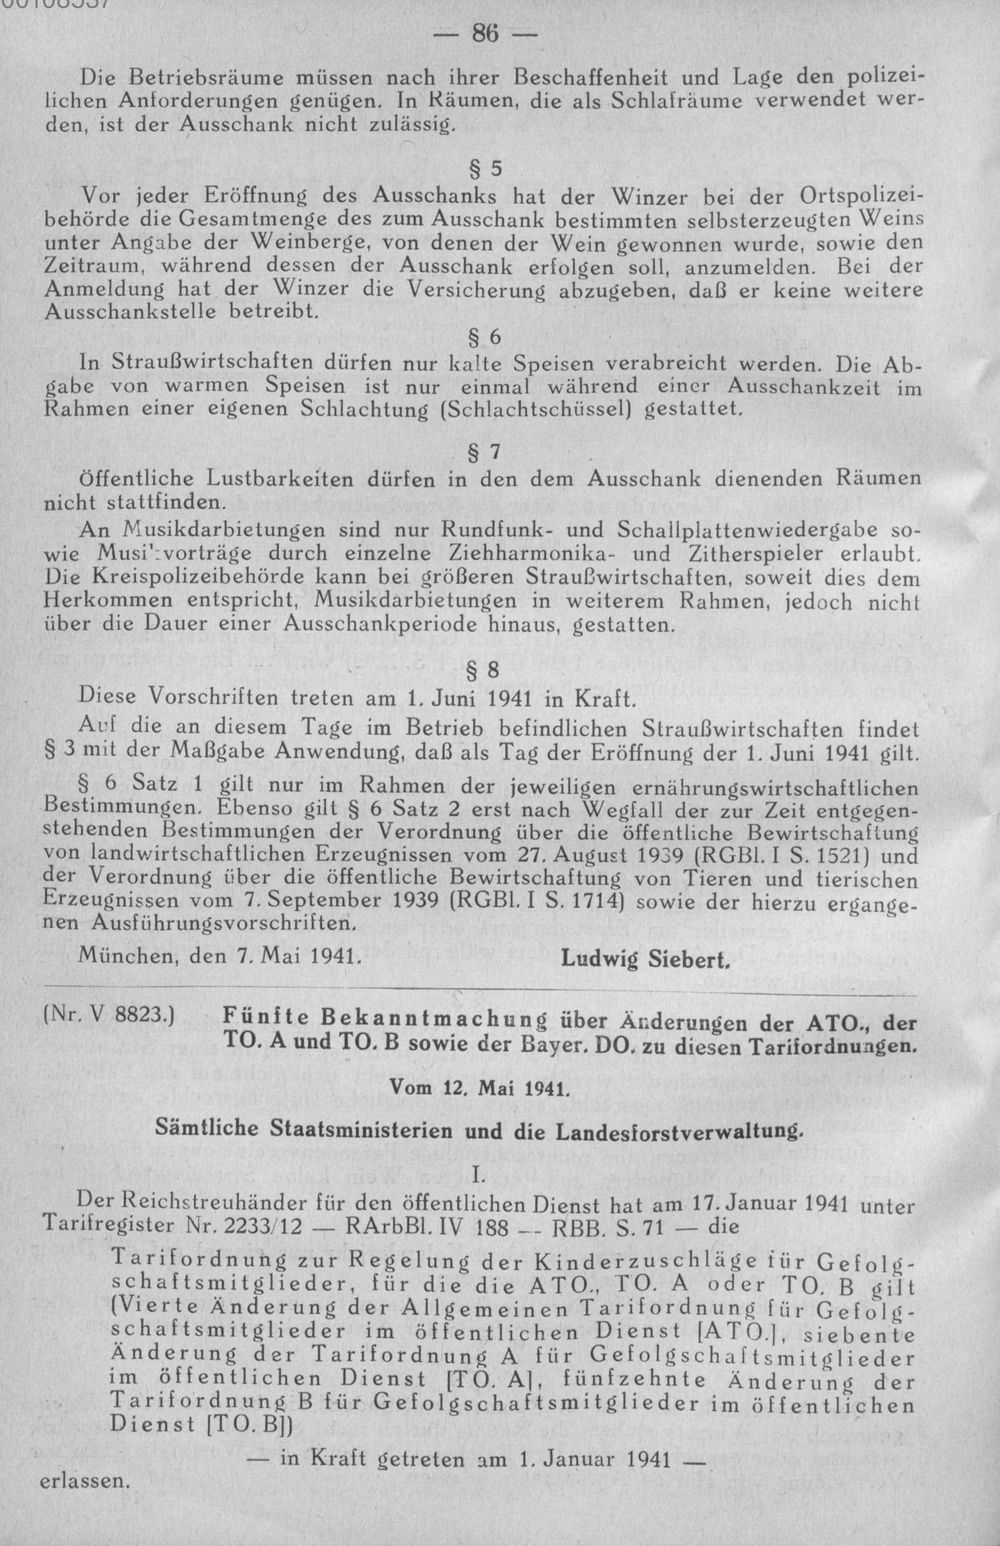 — 86 —
Die Betriebsräume müssen nach ihrer Beschaffenheit und Lage den polizei-
lichen Anforderungen genügen. In Räumen, die als Schlafräume verwendet wer-
den, ist der Ausschank nicht zulässig.
§ 5
Vor jeder Eröffnung des Ausschanks hat der Winzer bei der Ortspolizei-
behörde die Gesamtmenge des zum Ausschank bestimmten selbsterzeugten Weins
unter Angabe der Weinberge, von denen der Wein gewonnen wurde, sowie den
Zeitraum, während dessen der Ausschank erfolgen soll, anzumelden. Bei der
Anmeldung hat der Winzer die Versicherung abzugeben, daß er keine weitere
Ausschankstelle betreibt.
§ 6
In Straußwirtschaften dürfen nur kalte Speisen verabreicht werden. Die Ab-
gabe von warmen Speisen ist nur einmal während einer Ausschankzeit im
Rahmen einer eigenen Schlachtung (Schlachtschüssel) gestattet.
§ 7
Öffentliche Lustbarkeiten dürfen in den dem Ausschank dienenden Räumen
nicht stattfinden.
An Musikdarbietungen sind nur Rundfunk- und Schallplattenwiedergabe so-
wie Musikvorträge durch einzelne Ziehharmonika- und Zitherspieler erlaubt.
Die Kreispolizeibehörde kann bei größeren Straußwirtschaften, soweit dies dem
Herkommen entspricht, Musikdarbietungen in weiterem Rahmen, jedoch nicht
über die Dauer einer Ausschankperiode hinaus, gestatten.
§ 8
Diese Vorschriften treten am 1. Juni 1941 in Kraft.
Auf die an diesem Tage im Betrieb befindlichen Straußwirtschaften findet
§ 3 mit der Maßgabe Anwendung, daß als Tag der Eröffnung der 1. Juni 1941 gilt.
§ 6 Satz 1 gilt nur im Rahmen der jeweiligen ernährungswirtschaftlichen
Bestimmungen. Ebenso gilt § 6 Satz 2 erst nach Wegfall der zur Zeit entgegen-
stehenden Bestimmungen der Verordnung über die öffentliche Bewirtschaftung
von landwirtschaftlichen Erzeugnissen vom 27. August 1939 (RGBl. I S. 1521) und
der Verordnung über die öffentliche Bewirtschaftung von Tieren und tierischen
Erzeugnissen vom 7. September 1939 (RGBl. I S. 1714) sowie der hierzu ergange-
nen Ausführungsvorschriften.
München, den 7. Mai 1941. Ludwig Siebert.
(Nr. V 8823.) Fünfte Bekanntmachung über Änderungen der ATO., der
TO. A und TO. B sowie der Bayer. DO. zu diesen Tarifordnungen.
Vom 12. Mai 1941.
Sämtliche Staatsministerien und die Landesforstverwaltung.
I.
Der Reichstreuhänder für den öffentlichen Dienst hat am 17. Januar 1941 unter
Tarifregister Nr. 2233/12 — RArbBl. IV 188 — RBB. S. 71 — die
Tarifordnung zur Regelung der Kinderzuschläge für Gefolg-
schaftsmitglieder, für die die ATO., TO. A oder TO. B gilt
(Vierte Änderung der Allgemeinen Tarifordnung für Gefolg-
schaftsmitglieder im öffentlichen Dienst [ATO.], siebente
Änderung der Tarifordnung A für Gefolgschaftsmitglieder
im öffentlichen Dienst [TO. A], fünfzehnte Änderung der
Tarifordnung B für Gefolgschaftsmitglieder im öffentlichen
Dienst [TO. B])
— in Kraft getreten am 1. Januar 1941 —
erlassen.